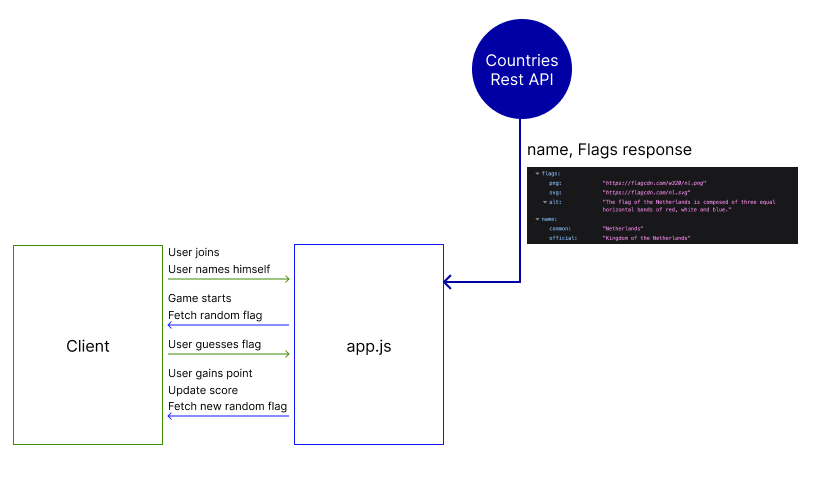 Countries
Rest API
name, Flags response
flags:
png: "https://flagcdn.com/w320/nl.png"
svg: "https://flagcdn.com/nl.svg"
alt: "The flag of the Netherlands is composed of three equal
horizontal bands of red, white and blue."
name:
common: "Netherlands"
official: "Kingdom of the Netherlands"
User joins
User names himself
Game starts
Fetch random flag
Client
User guesses flag
app.js
User gains point
Update score
Fetch new random flag